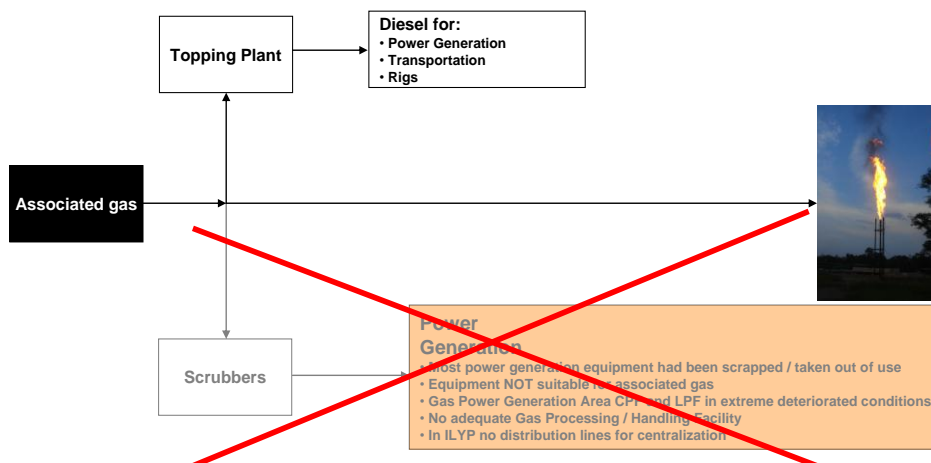 Diesel for:
• Power Generation
• Transportation
• Rigs
Topping Plant
Associated gas
Power
Generation
• Most power generation equipment had been scrapped / taken out of use
• Equipment NOT suitable for associated gas
• Gas Power Generation Area CPF and LPF in extreme deteriorated conditions
• No adequate Gas Processing / Handling Facility
• In ILYP no distribution lines for centralization
Scrubbers